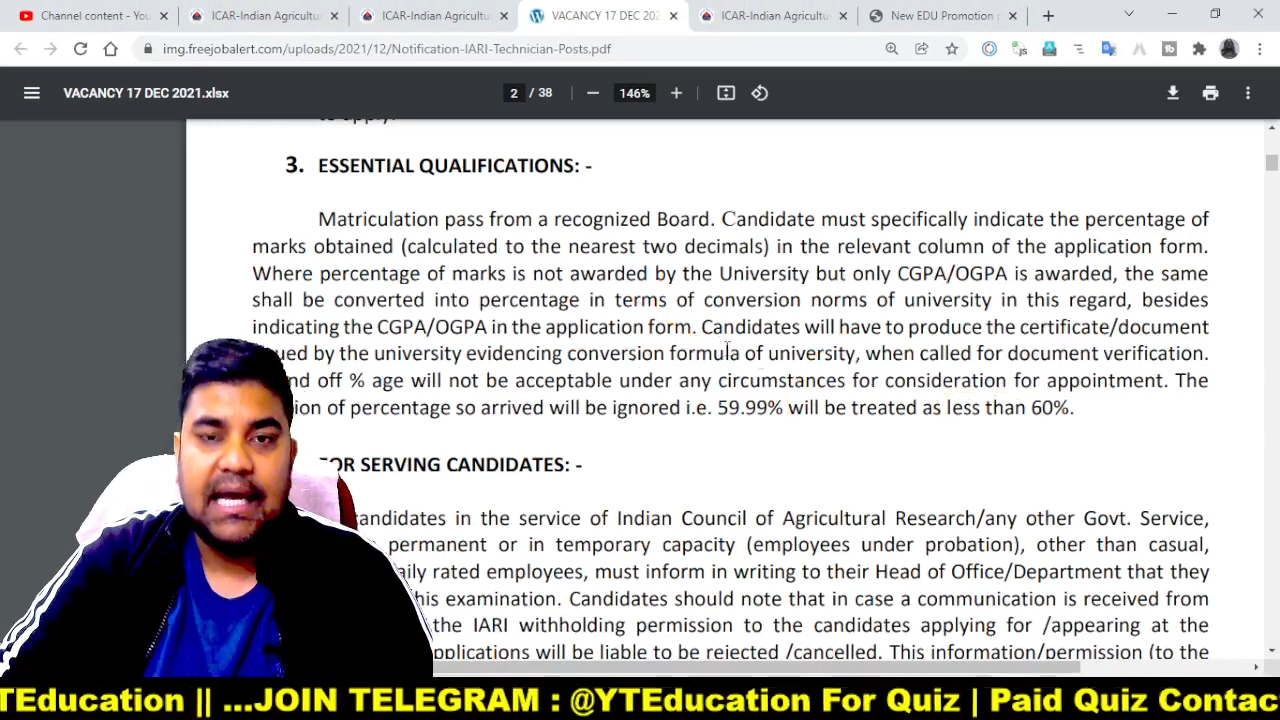 Channel content - You
ICAR-Indian Agricultur
ICAR-Indian Agricultur
VACANCY 17 DEC 202
ICAR-Indian Agricultur
New EDU Promotion p
img.freejobalert.com/uploads/2021/12/Notification-IARI-Technician-Posts.pdf
VACANCY 17 DEC 2021.xlsx
2 / 38
146%
to apply.
3. ESSENTIAL QUALIFICATIONS: -
Matriculation pass from a recognized Board. Candidate must specifically indicate the percentage of
marks obtained (calculated to the nearest two decimals) in the relevant column of the application form.
Where percentage of marks is not awarded by the University but only CGPA/OGPA is awarded, the same
shall be converted into percentage in terms of conversion norms of university in this regard, besides
indicating the CGPA/OGPA in the application form. Candidates will have to produce the certificate/document
ued by the university evidencing conversion formula of university, when called for document verification.
nd off % age will not be acceptable under any circumstances for consideration for appointment. The
ion of percentage so arrived will be ignored i.e. 59.99% will be treated as less than 60%.
FOR SERVING CANDIDATES: -
candidates in the service of Indian Council of Agricultural Research/any other Govt. Service,
permanent or in temporary capacity (employees under probation), other than casual,
aily rated employees, must inform in writing to their Head of Office/Department that they
his examination. Candidates should note that in case a communication is received from
the IARI withholding permission to the candidates applying for /appearing at the
pplications will be liable to be rejected /cancelled. This information/permission (to the
TEducation || ...JOIN TELEGRAM : @YTEducation For Quiz | Paid Quiz Contac